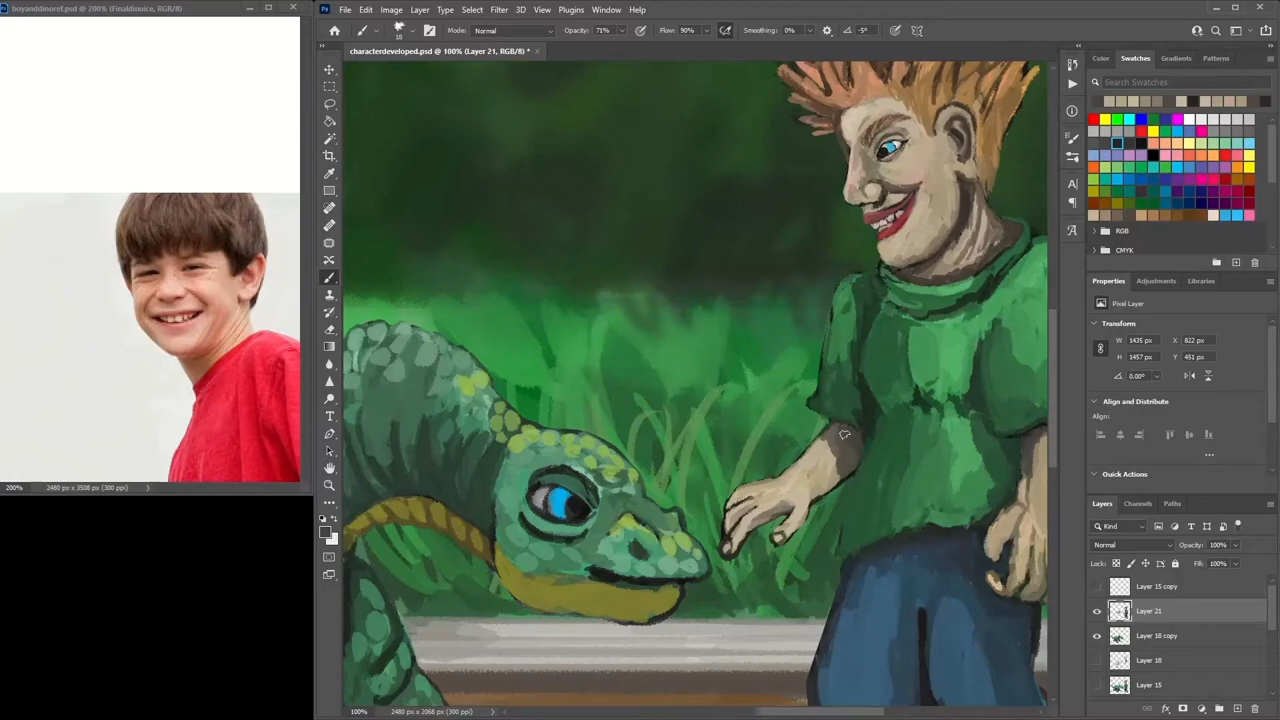 boyanddinoref.jpg @ 200% (Finaldinoice, RGB/8)
File Edit Image Layer Type Select Filter 3D View Plugins Window Help
18 Mode: Normal Opacity: 71% Flow: 90% Smoothing: 0% -5°
characterdeveloped.psd @ 100% (Layer 21, RGB/8) *
Color Swatches Gradients Patterns
Search Swatches
RGB
CMYK
Properties Adjustments Libraries
Pixel Layer
Transform
W 1435 px X 822 px
H 1457 px Y 451 px
0.00°
Align and Distribute
Align:
Quick Actions
Layers Channels Paths
Kind
Normal Opacity: 100%
Lock: Fill: 100%
Layer 15 copy
Layer 21
Layer 18 copy
Layer 18
Layer 15
200% 2480 px x 3508 px (300 ppi)
100% 2480 px x 2068 px (300 ppi)